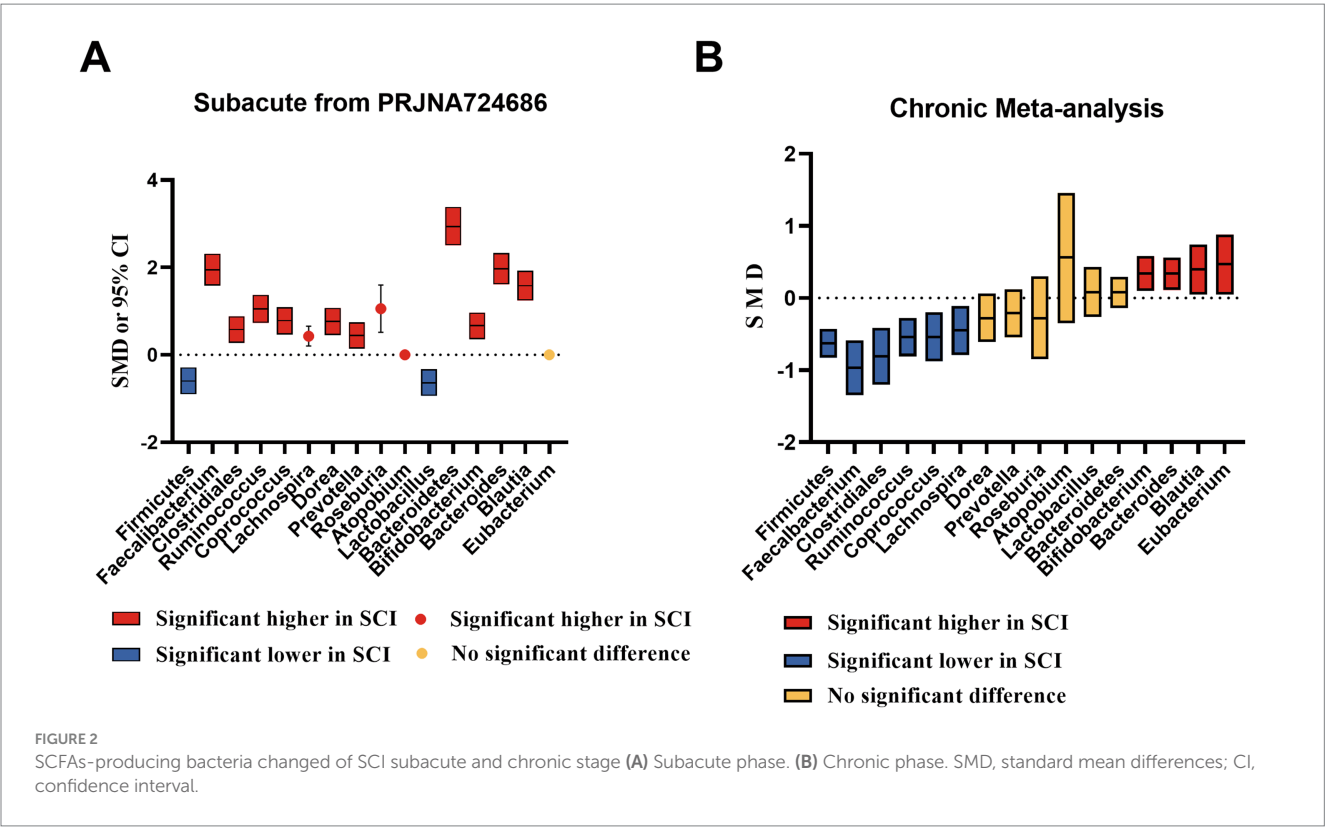 A
Subacute from PRJNA724686
SMD or 95% CI
4
2
0
-2
Firmicutes
Faecalibacterium
Clostridiales
Ruminococcus
Coprococcus
Lachnospira
Dorea
Prevotella
Roseburia
Atopobium
Lactobacillus
Bacteroidetes
Bifidobacterium
Bacteroides
Blautia
Eubacterium
Significant higher in SCI
Significant lower in SCI
Significant higher in SCI
No significant difference
B
Chronic Meta-analysis
SMD
2
1
0
-1
-2
Firmicutes
Faecalbacterium
Clostridiales
Ruminococcus
Coprococcus
Lachnospira
Dorea
Prevotella
Roseburia
Atopobium
Lactobacillus
Bacteroidetes
Bifidobacterium
Bacteroides
Blautia
Eubacterium
Significant higher in SCI
Significant lower in SCI
No significant difference
FIGURE 2
SCFAs-producing bacteria changed of SCI subacute and chronic stage (A) Subacute phase. (B) Chronic phase. SMD, standard mean differences; CI,
confidence interval.